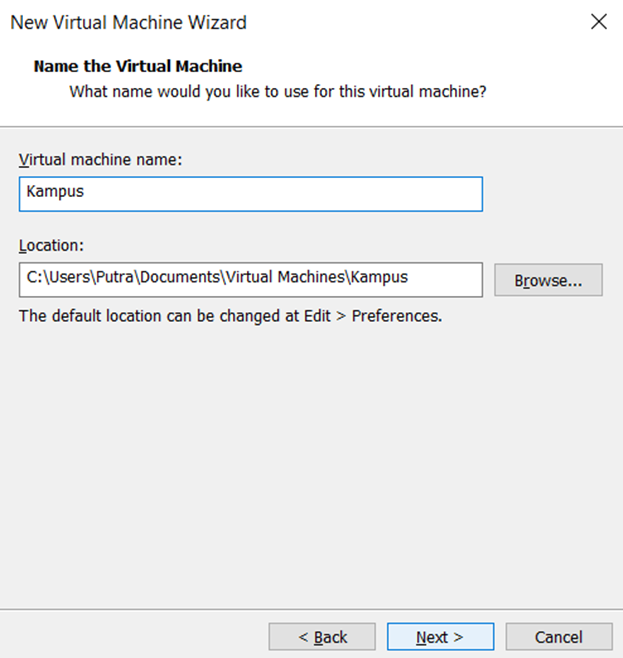 New Virtual Machine Wizard
Name the Virtual Machine
What name would you like to use for this virtual machine?
Virtual machine name:
Kampus
Location:
C:\Users\Putra\Documents\Virtual Machines\Kampus
Browse...
The default location can be changed at Edit > Preferences.
< Back
Next >
Cancel